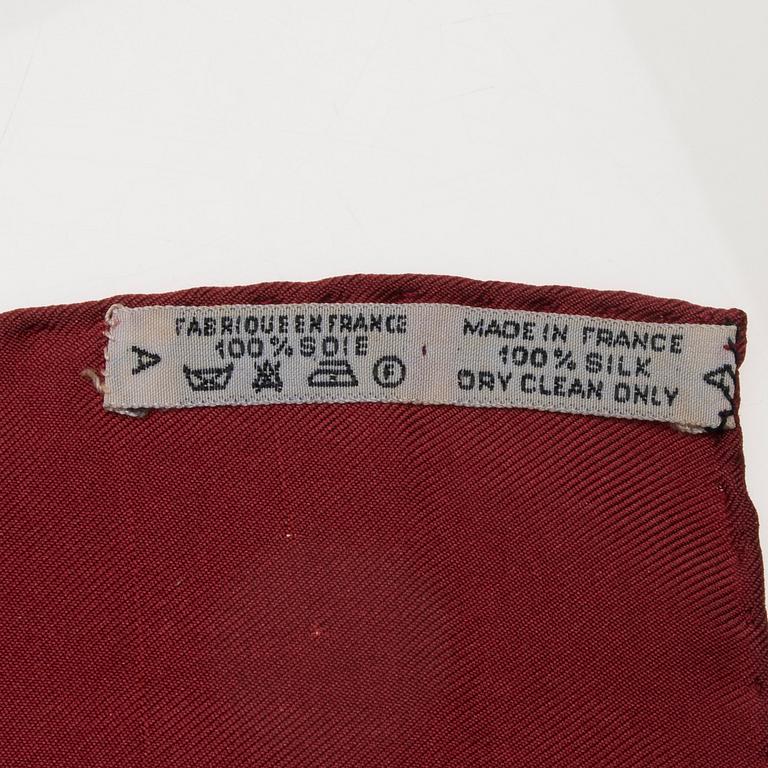 A
FABRIQUE EN FRANCE
100% SOIE
F
MADE IN FRANCE
100% SILK
DRY CLEAN ONLY
A